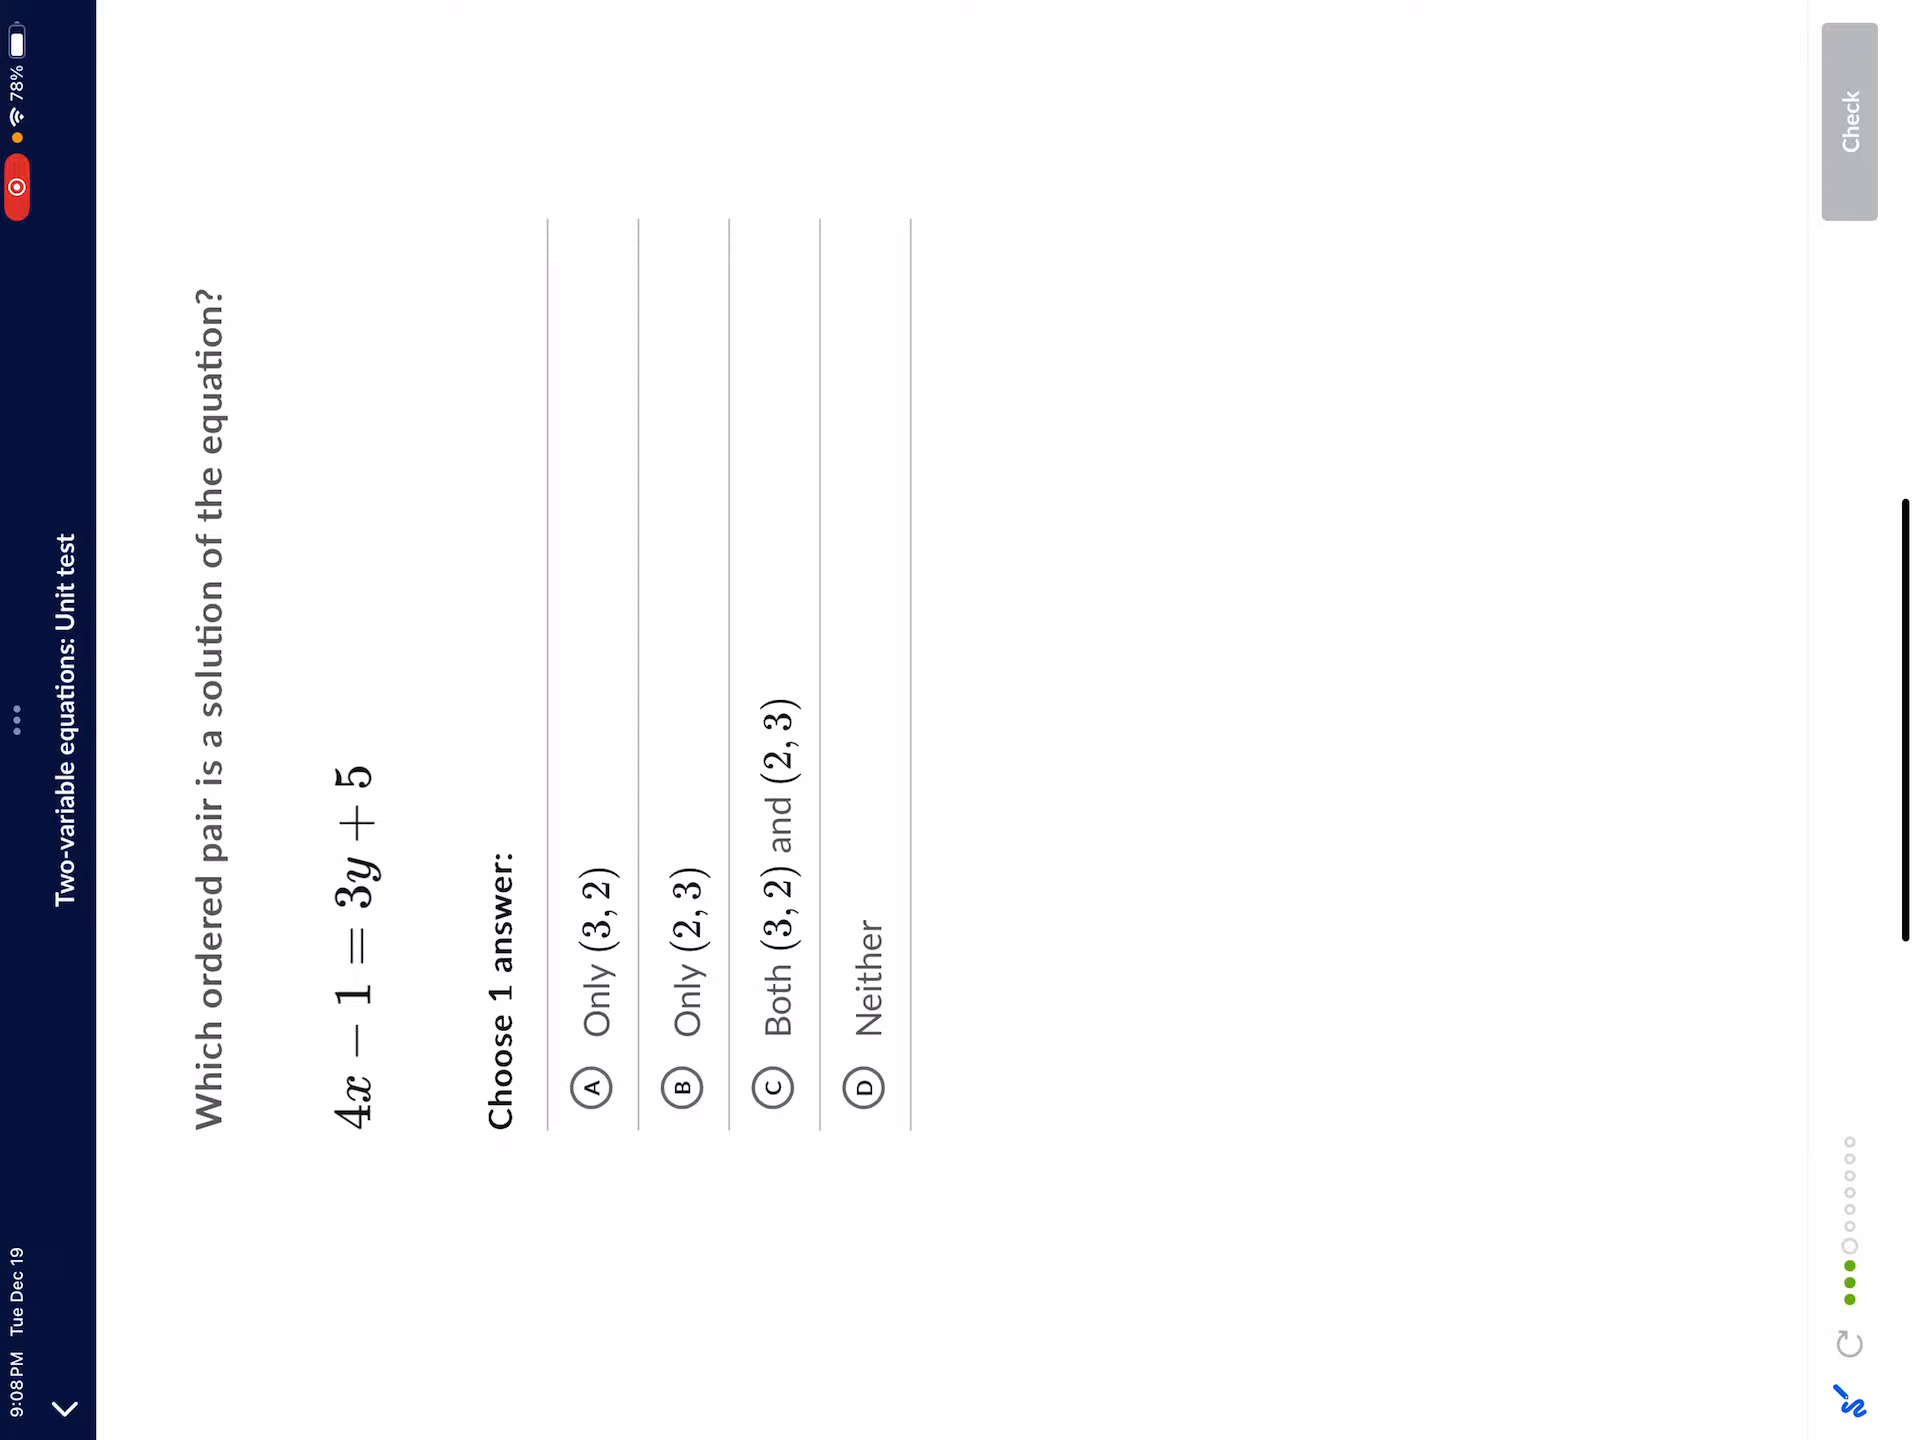 9:08 PM Tue Dec 19
78%
Two-variable equations: Unit test
Which ordered pair is a solution of the equation?
4x − 1 = 3y + 5
Choose 1 answer:
A Only (3, 2)
B Only (2, 3)
C Both (3, 2) and (2, 3)
D Neither
Check